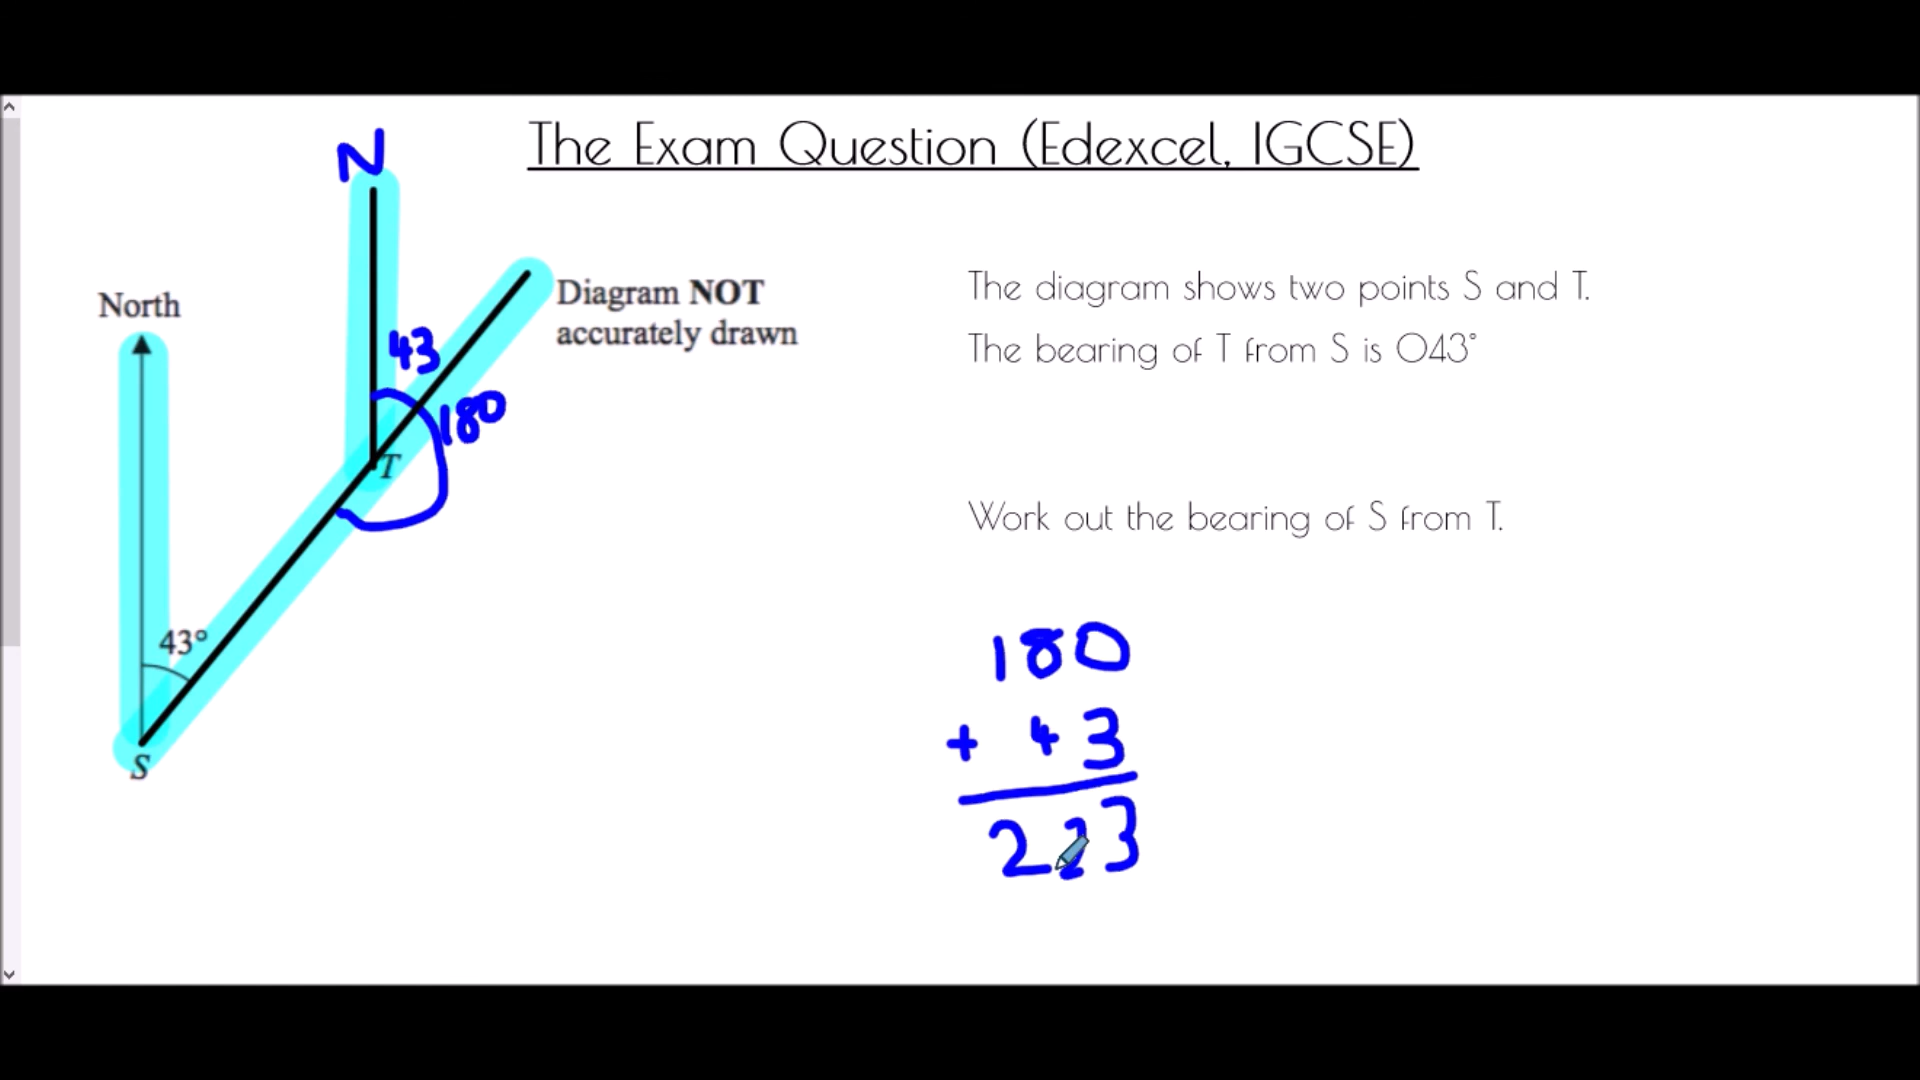 The Exam Question (Edexcel, IGCSE)
N
North
Diagram NOT
accurately drawn
43
180
T
43°
S
The diagram shows two points S and T.
The bearing of T from S is 043°
Work out the bearing of S from T.
180
+ 43
223